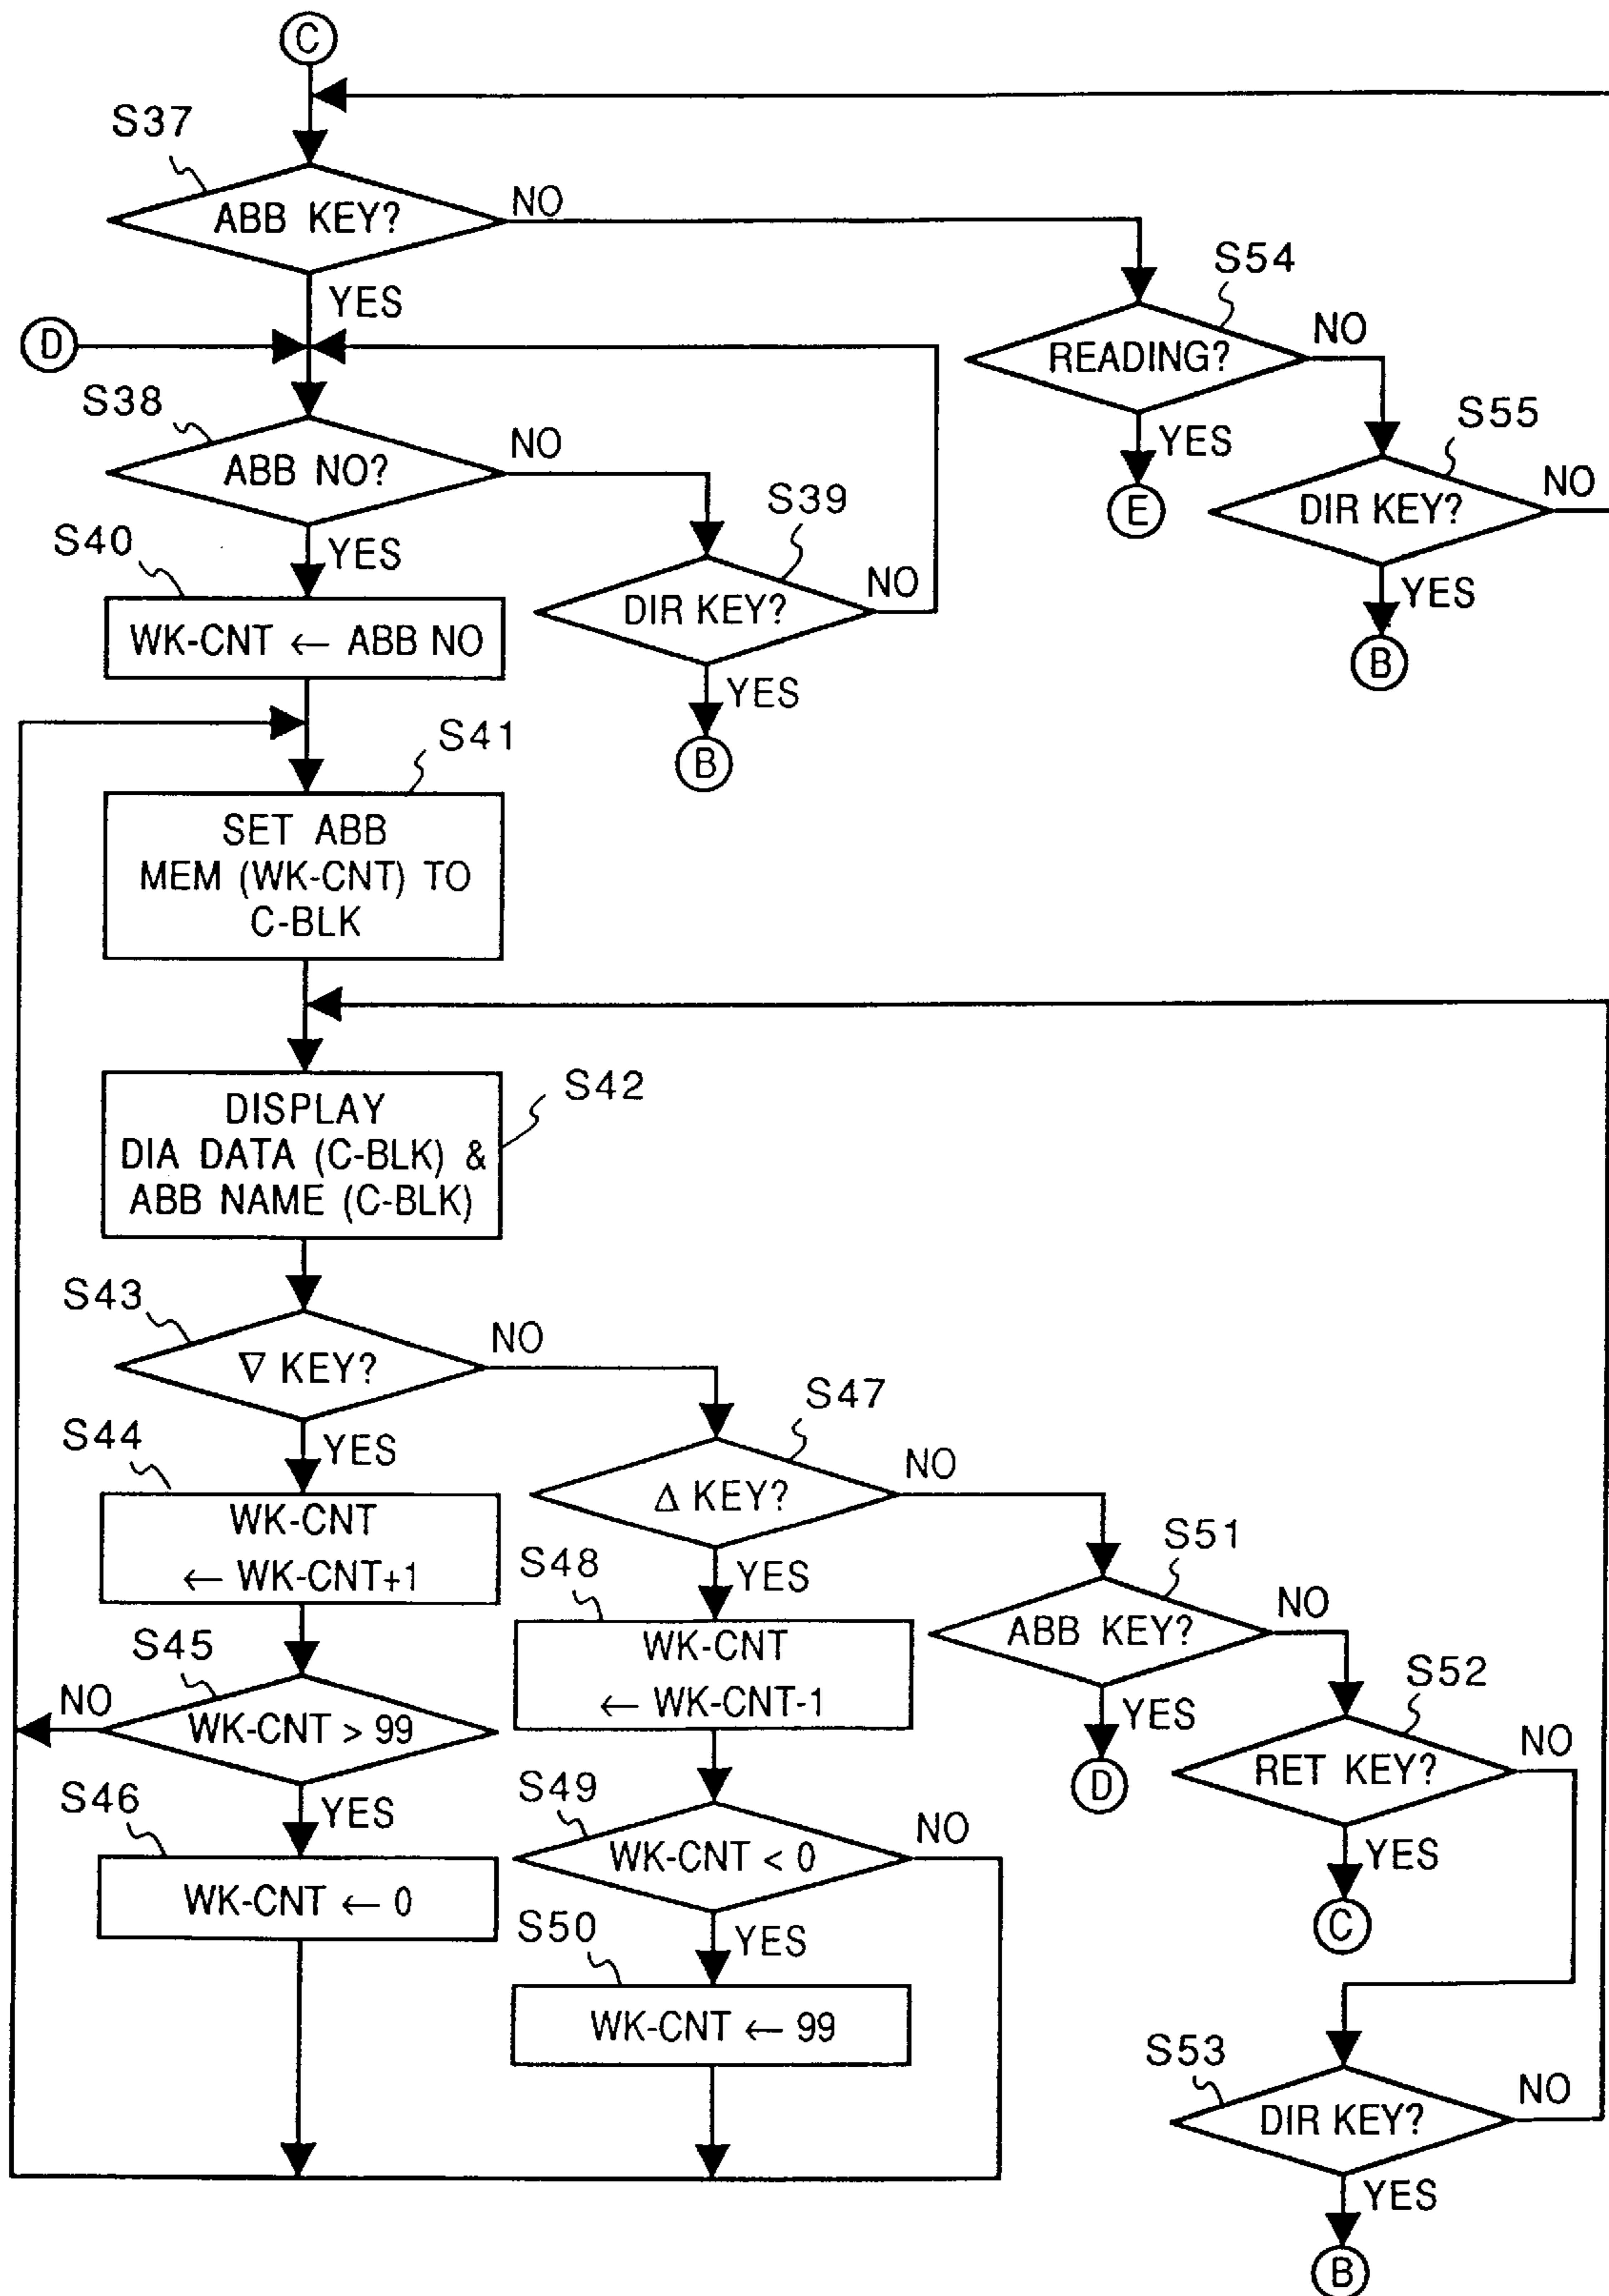 C
S37
ABB KEY?
NO
YES
S54
READING?
NO
YES
E
S55
DIR KEY?
NO
YES
B
D
S38
ABB NO?
NO
YES
S39
DIR KEY?
NO
YES
B
S40
WK-CNT ← ABB NO
S41
SET ABB
MEM (WK-CNT) TO
C-BLK
S42
DISPLAY
DIA DATA (C-BLK) &
ABB NAME (C-BLK)
S43
∇ KEY?
NO
YES
S44
WK-CNT
← WK-CNT+1
S45
WK-CNT > 99
NO
YES
S46
WK-CNT ← 0
S47
Δ KEY?
NO
YES
S48
WK-CNT
← WK-CNT-1
S49
WK-CNT < 0
NO
YES
S50
WK-CNT ← 99
S51
ABB KEY?
NO
YES
D
S52
RET KEY?
NO
YES
C
S53
DIR KEY?
NO
YES
B